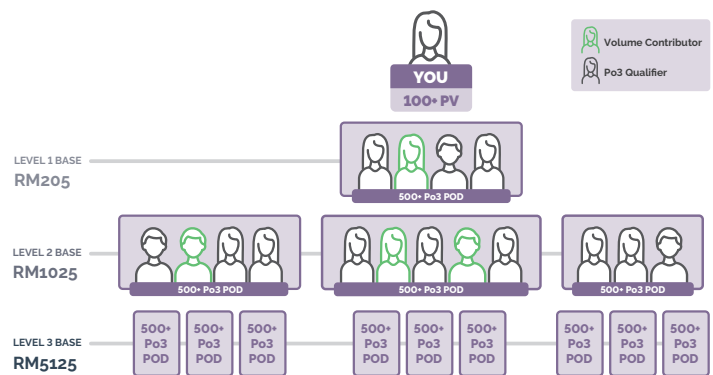 YOU
100+ PV
Volume Contributor
Po3 Qualifier
LEVEL 1 BASE
RM205
500+ Po3 POD
LEVEL 2 BASE
RM1025
500+ Po3 POD
500+ Po3 POD
500+ Po3 POD
LEVEL 3 BASE
RM5125
500+
Po3
POD
500+
Po3
POD
500+
Po3
POD
500+
Po3
POD
500+
Po3
POD
500+
Po3
POD
500+
Po3
POD
500+
Po3
POD
500+
Po3
POD